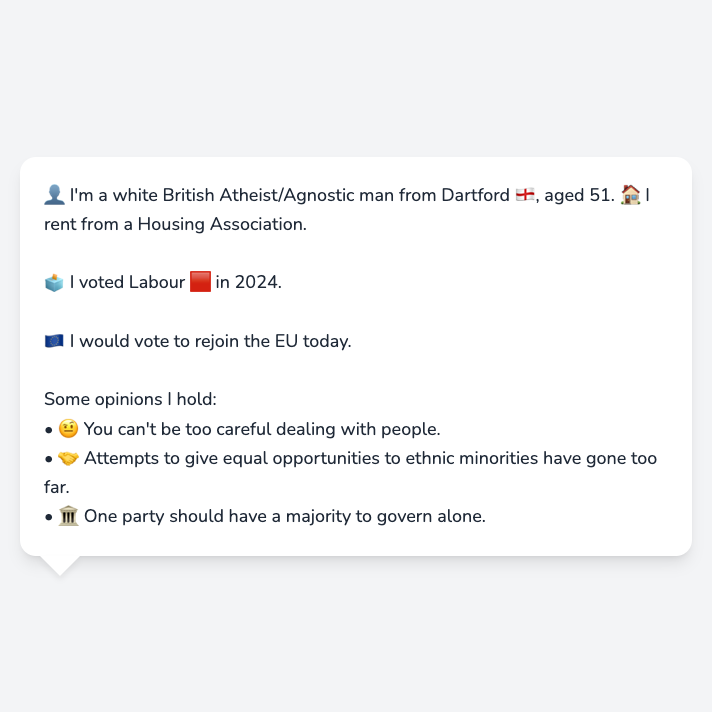 👤 I'm a white British Atheist/Agnostic man from Dartford 🏴󠁧󠁢󠁥󠁮󠁧󠁿, aged 51. 🏠 I
rent from a Housing Association.
🗳️ I voted Labour 🟥 in 2024.
🇪🇺 I would vote to rejoin the EU today.
Some opinions I hold:
• 🤨 You can't be too careful dealing with people.
• 🤝 Attempts to give equal opportunities to ethnic minorities have gone too
far.
• 🏛️ One party should have a majority to govern alone.